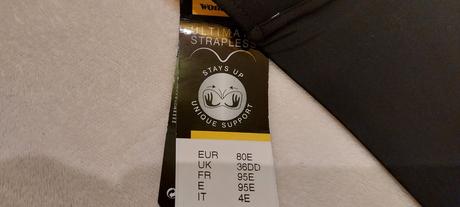 ULTIMATE
STRAPLESS
STAYS UP
UNIQUE SUPPORT
EUR 80E
UK 36DD
FR 95E
E 95E
IT 4E